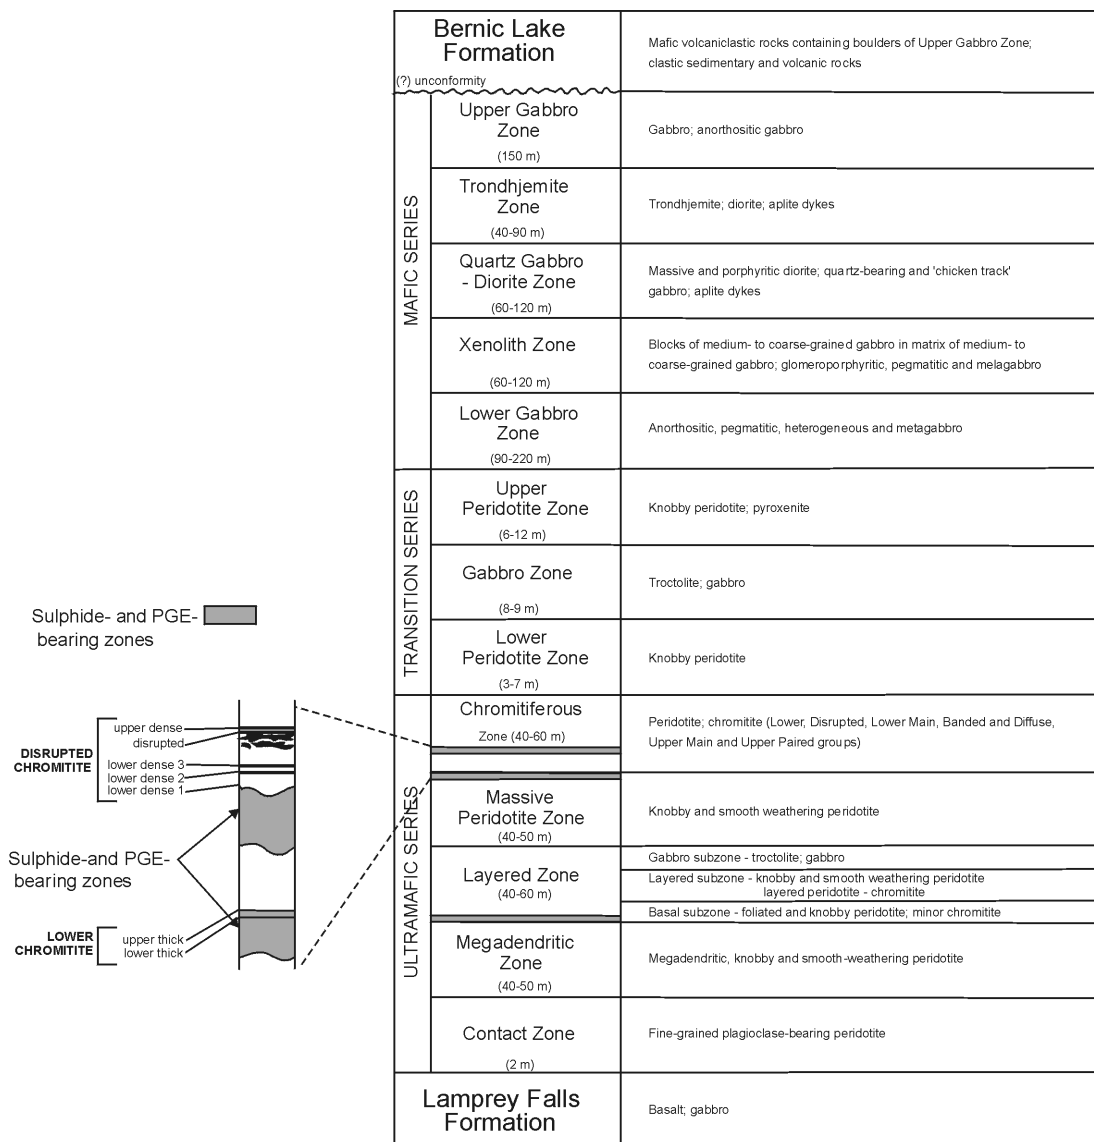 Bernic Lake
Formation
(?) unconformity
Mafic volcaniclastic rocks containing boulders of Upper Gabbro Zone;
clastic sedimentary and volcanic rocks
MAFIC SERIES
Upper Gabbro
Zone
(150 m)
Gabbro; anorthositic gabbro
Trondhjemite
Zone
(40-90 m)
Trondhjemite; diorite; aplite dykes
Quartz Gabbro
- Diorite Zone
(60-120 m)
Massive and porphyritic diorite; quartz-bearing and 'chicken track'
gabbro; aplite dykes
Xenolith Zone
(60-120 m)
Blocks of medium- to coarse-grained gabbro in matrix of medium- to
coarse-grained gabbro; glomeroporphyritic, pegmatitic and melagabbro
Lower Gabbro
Zone
(90-220 m)
Anorthositic, pegmatitic, heterogeneous and metagabbro
TRANSITION SERIES
Upper
Peridotite Zone
(6-12 m)
Knobby peridotite; pyroxenite
Gabbro Zone
(8-9 m)
Troctolite; gabbro
Lower
Peridotite Zone
(3-7 m)
Knobby peridotite
ULTRAMAFIC SERIES
Chromitiferous
Zone (40-60 m)
Peridotite; chromitite (Lower, Disrupted, Lower Main, Banded and Diffuse,
Upper Main and Upper Paired groups)
Massive
Peridotite Zone
(40-50 m)
Knobby and smooth weathering peridotite
Layered Zone
(40-60 m)
Gabbro subzone - troctolite; gabbro
Layered subzone - knobby and smooth weathering peridotite
layered peridotite - chromitite
Basal subzone - foliated and knobby peridotite; minor chromitite
Megadendritic
Zone
(40-50 m)
Megadendritic, knobby and smooth-weathering peridotite
Contact Zone
(2 m)
Fine-grained plagioclase-bearing peridotite
Lamprey Falls
Formation
Basalt; gabbro
Sulphide- and PGE-
bearing zones
DISRUPTED
CHROMITITE
upper dense
disrupted
lower dense 3
lower dense 2
lower dense 1
Sulphide-and PGE-
bearing zones
LOWER
CHROMITITE
upper thick
lower thick